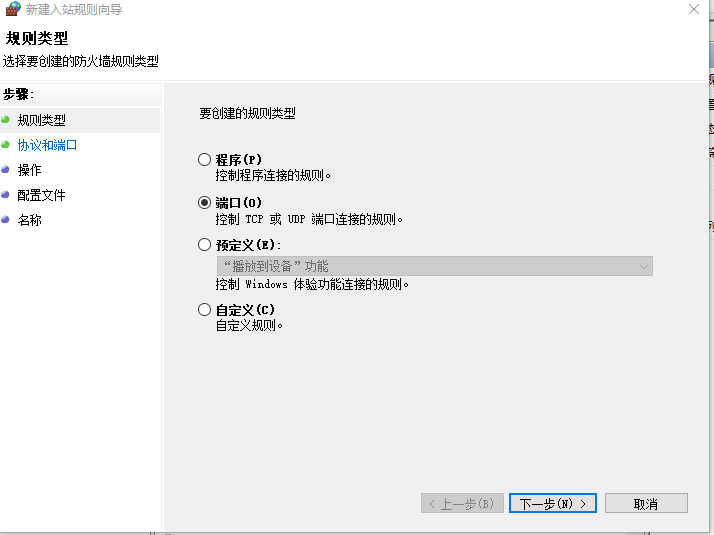 新建入站规则向导
规则类型
选择要创建的防火墙规则类型
步骤:
规则类型
协议和端口
操作
配置文件
名称
要创建的规则类型
程序(P)
控制程序连接的规则。
端口(O)
控制 TCP 或 UDP 端口连接的规则。
预定义(E):
“播放到设备”功能
控制 Windows 体验功能连接的规则。
自定义(C)
自定义规则。
< 上一步(B)
下一步(N) >
取消